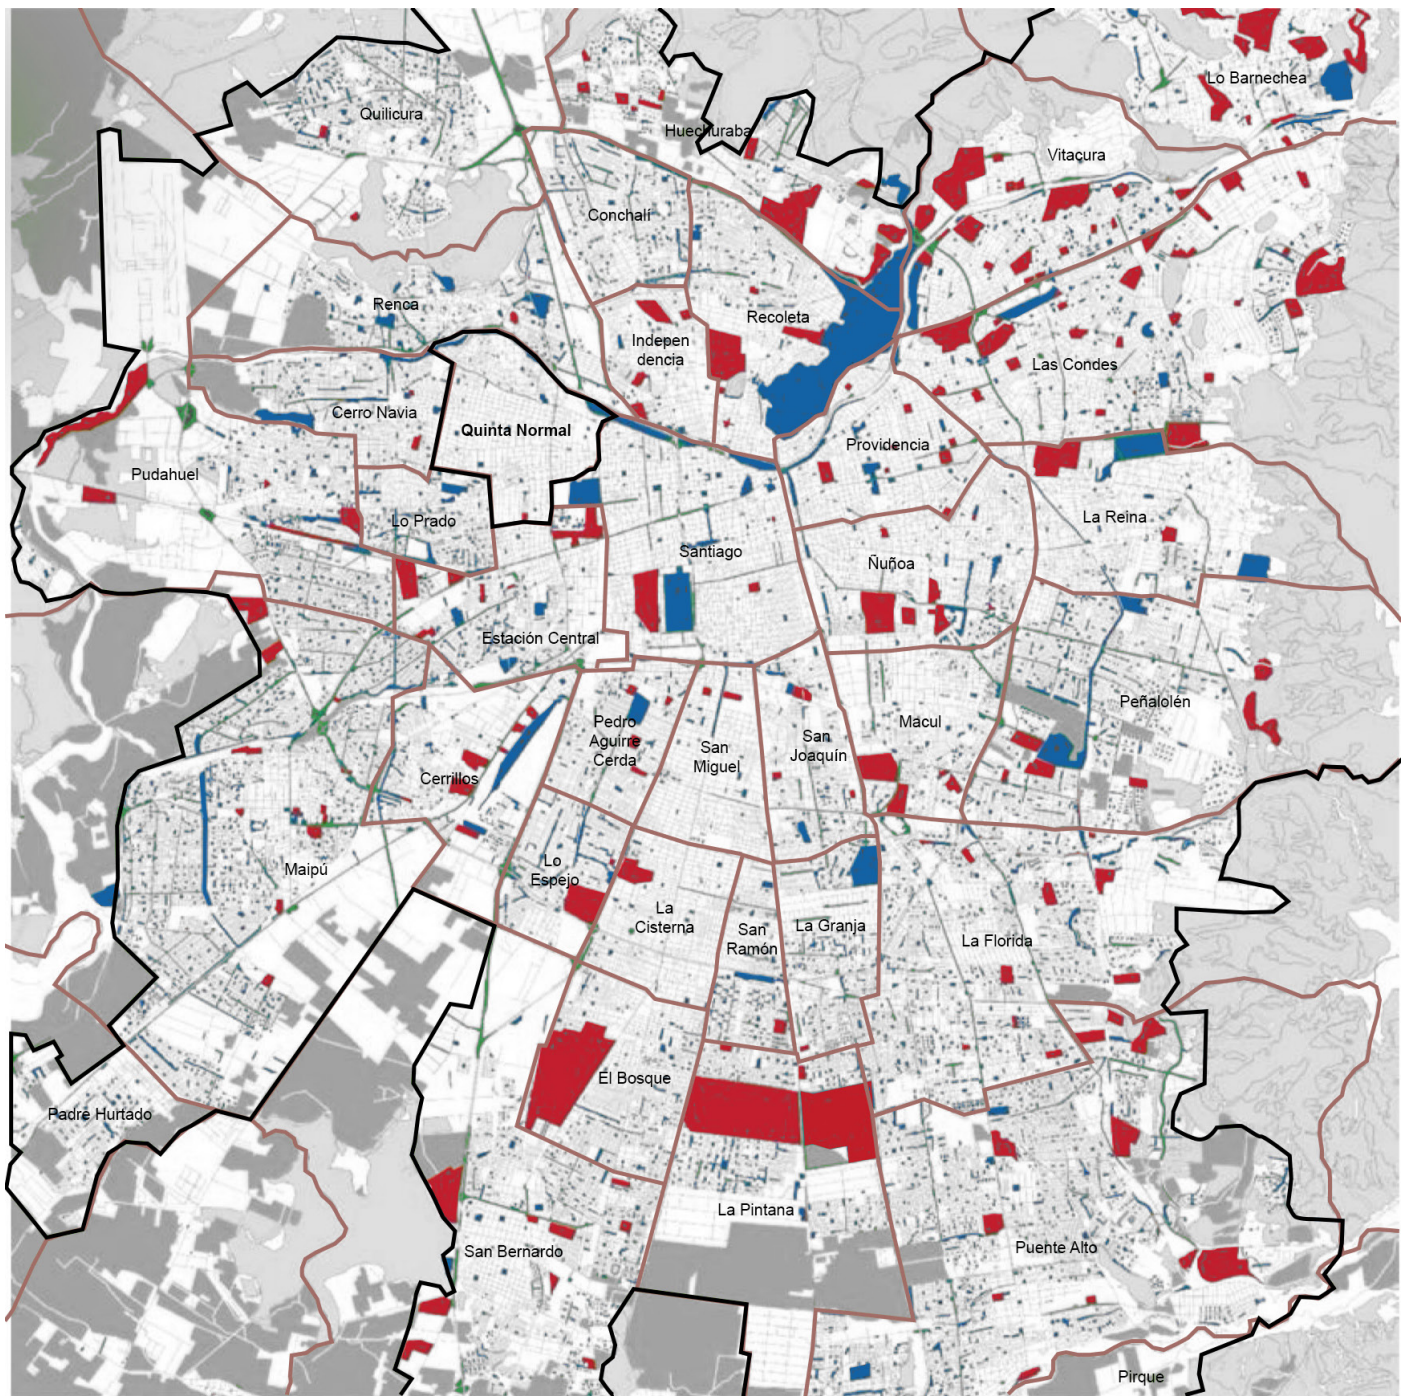 Lo Barnechea
Quilicura
Huechuraba
Vitacura
Conchalí
Renca
Recoleta
Indepen
dencia
Las Condes
Cerro Navia
Quinta Normal
Providencia
Pudahuel
Lo Prado
La Reina
Santiago
Ñuñoa
Estación Central
Peñalolén
Pedro
Aguirre
Cerda
San
Miguel
San
Joaquín
Macul
Cerrillos
Maipú
Lo
Espejo
La
Cisterna
San
Ramón
La Granja
La Florida
El Bosque
Padre Hurtado
La Pintana
San Bernardo
Puente Alto
Pirque